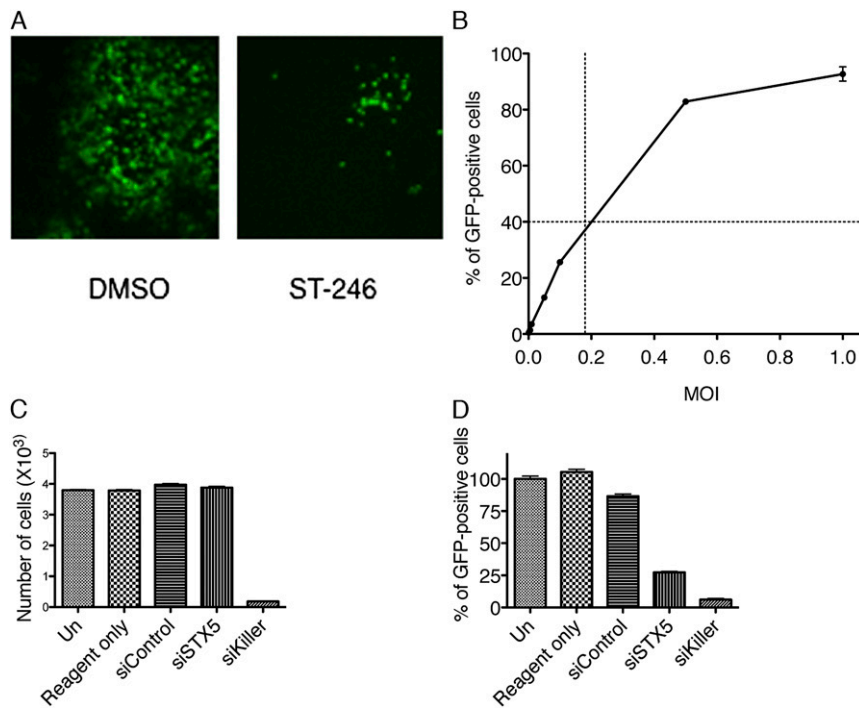 A
DMSO
ST-246
B
% of GFP-positive cells
100
80
60
40
20
0
0.0
0.2
0.4
0.6
0.8
1.0
MOI
C
Number of cells (X10³)
5
4
3
2
1
0
Un
Reagent only
siControl
siSTX5
siKiller
D
% of GFP-positive cells
100
75
50
25
0
Un
Reagent only
siControl
siSTX5
siKiller